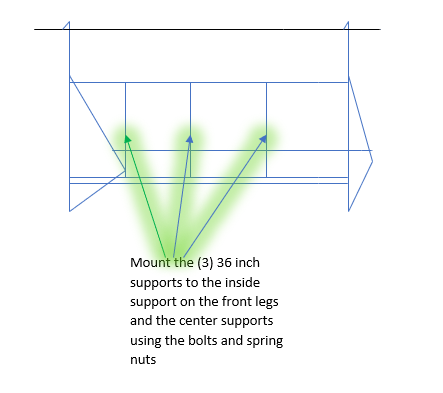 Mount the (3) 36 inch
supports to the inside
support on the front legs
and the center supports
using the bolts and spring
nuts